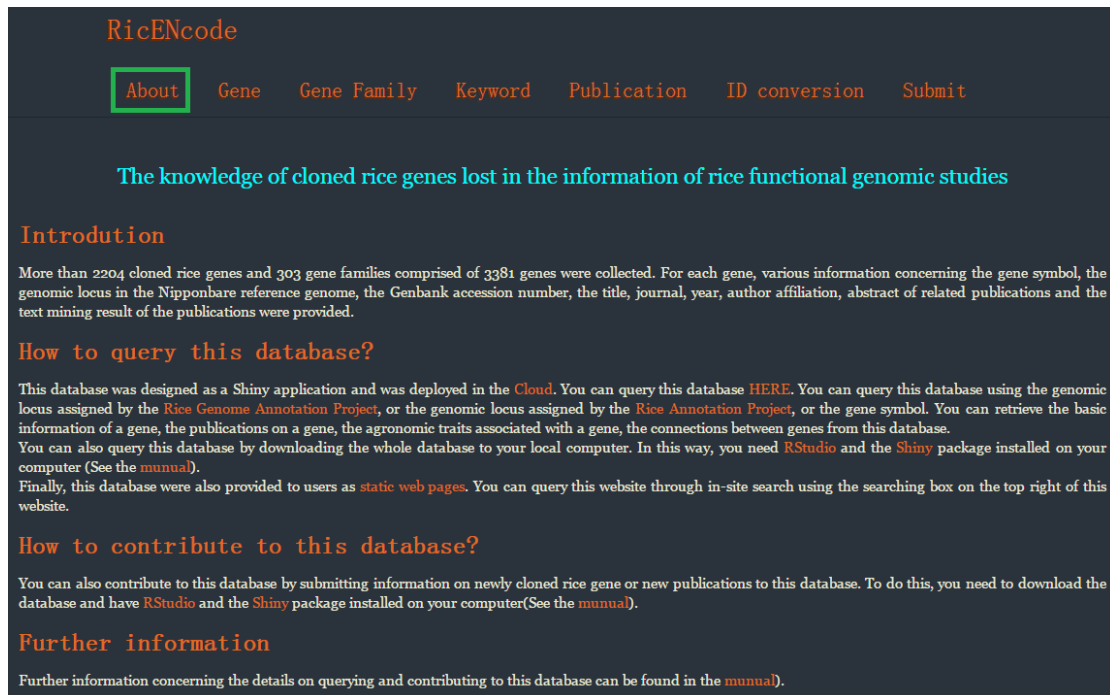 RicENcode
About Gene Gene Family Keyword Publication ID conversion Submit
The knowledge of cloned rice genes lost in the information of rice functional genomic studies
Introdution
More than 2204 cloned rice genes and 303 gene families comprised of 3381 genes were collected. For each gene, various information concerning the gene symbol, the
genomic locus in the Nipponbare reference genome, the Genbank accession number, the title, journal, year, author affiliation, abstract of related publications and the
text mining result of the publications were provided.
How to query this database?
This database was designed as a Shiny application and was deployed in the Cloud. You can query this database HERE. You can query this database using the genomic
locus assigned by the Rice Genome Annotation Project, or the genomic locus assigned by the Rice Annotation Project, or the gene symbol. You can retrieve the basic
information of a gene, the publications on a gene, the agronomic traits associated with a gene, the connections between genes from this database.
You can also query this database by downloading the whole database to your local computer. In this way, you need RStudio and the Shiny package installed on your
computer (See the munual).
Finally, this database were also provided to users as static web pages. You can query this website through in-site search using the searching box on the top right of this
website.
How to contribute to this database?
You can also contribute to this database by submitting information on newly cloned rice gene or new publications to this database. To do this, you need to download the
database and have RStudio and the Shiny package installed on your computer(See the munual).
Further information
Further information concerning the details on querying and contributing to this database can be found in the munual).